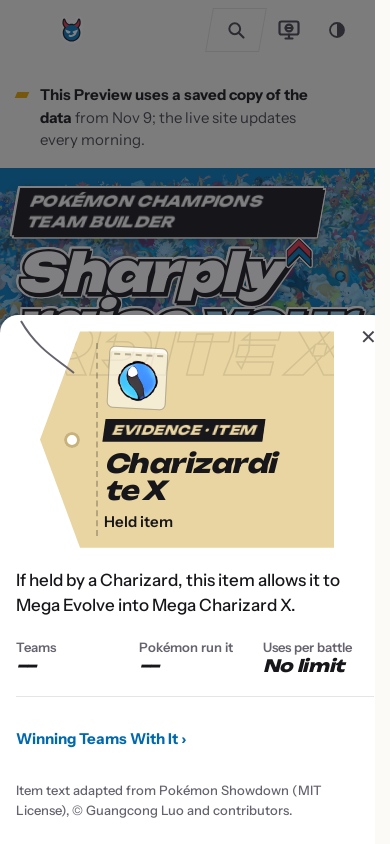 This Preview uses a saved copy of the
data from Nov 9; the live site updates
every morning.
POKÉMON CHAMPIONS
TEAM BUILDER
Sharply
raise your
EVIDENCE · ITEM
Charizardi
te X
Held item
If held by a Charizard, this item allows it to
Mega Evolve into Mega Charizard X.
Teams
Pokémon run it
Uses per battle
—
—
No limit
Winning Teams With It ›
Item text adapted from Pokémon Showdown (MIT
License), © Guangcong Luo and contributors.